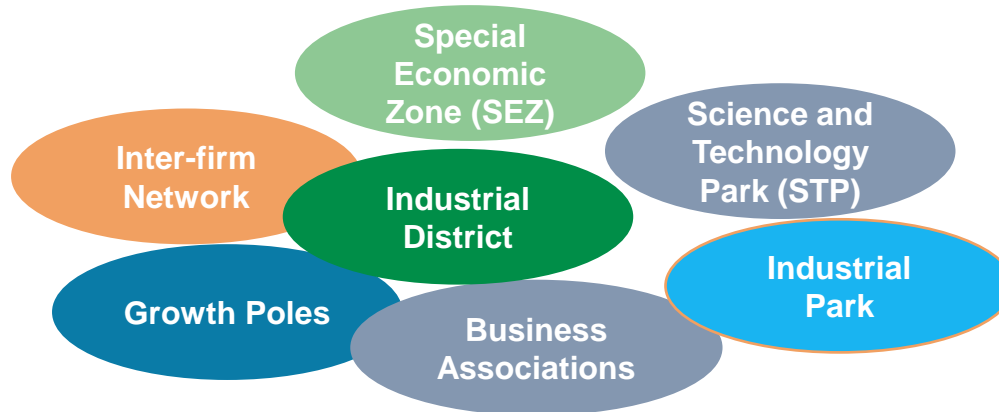 Special
Economic
Zone (SEZ)
Science and
Technology
Park (STP)
Inter-firm
Network
Industrial
District
Industrial
Park
Growth Poles
Business
Associations